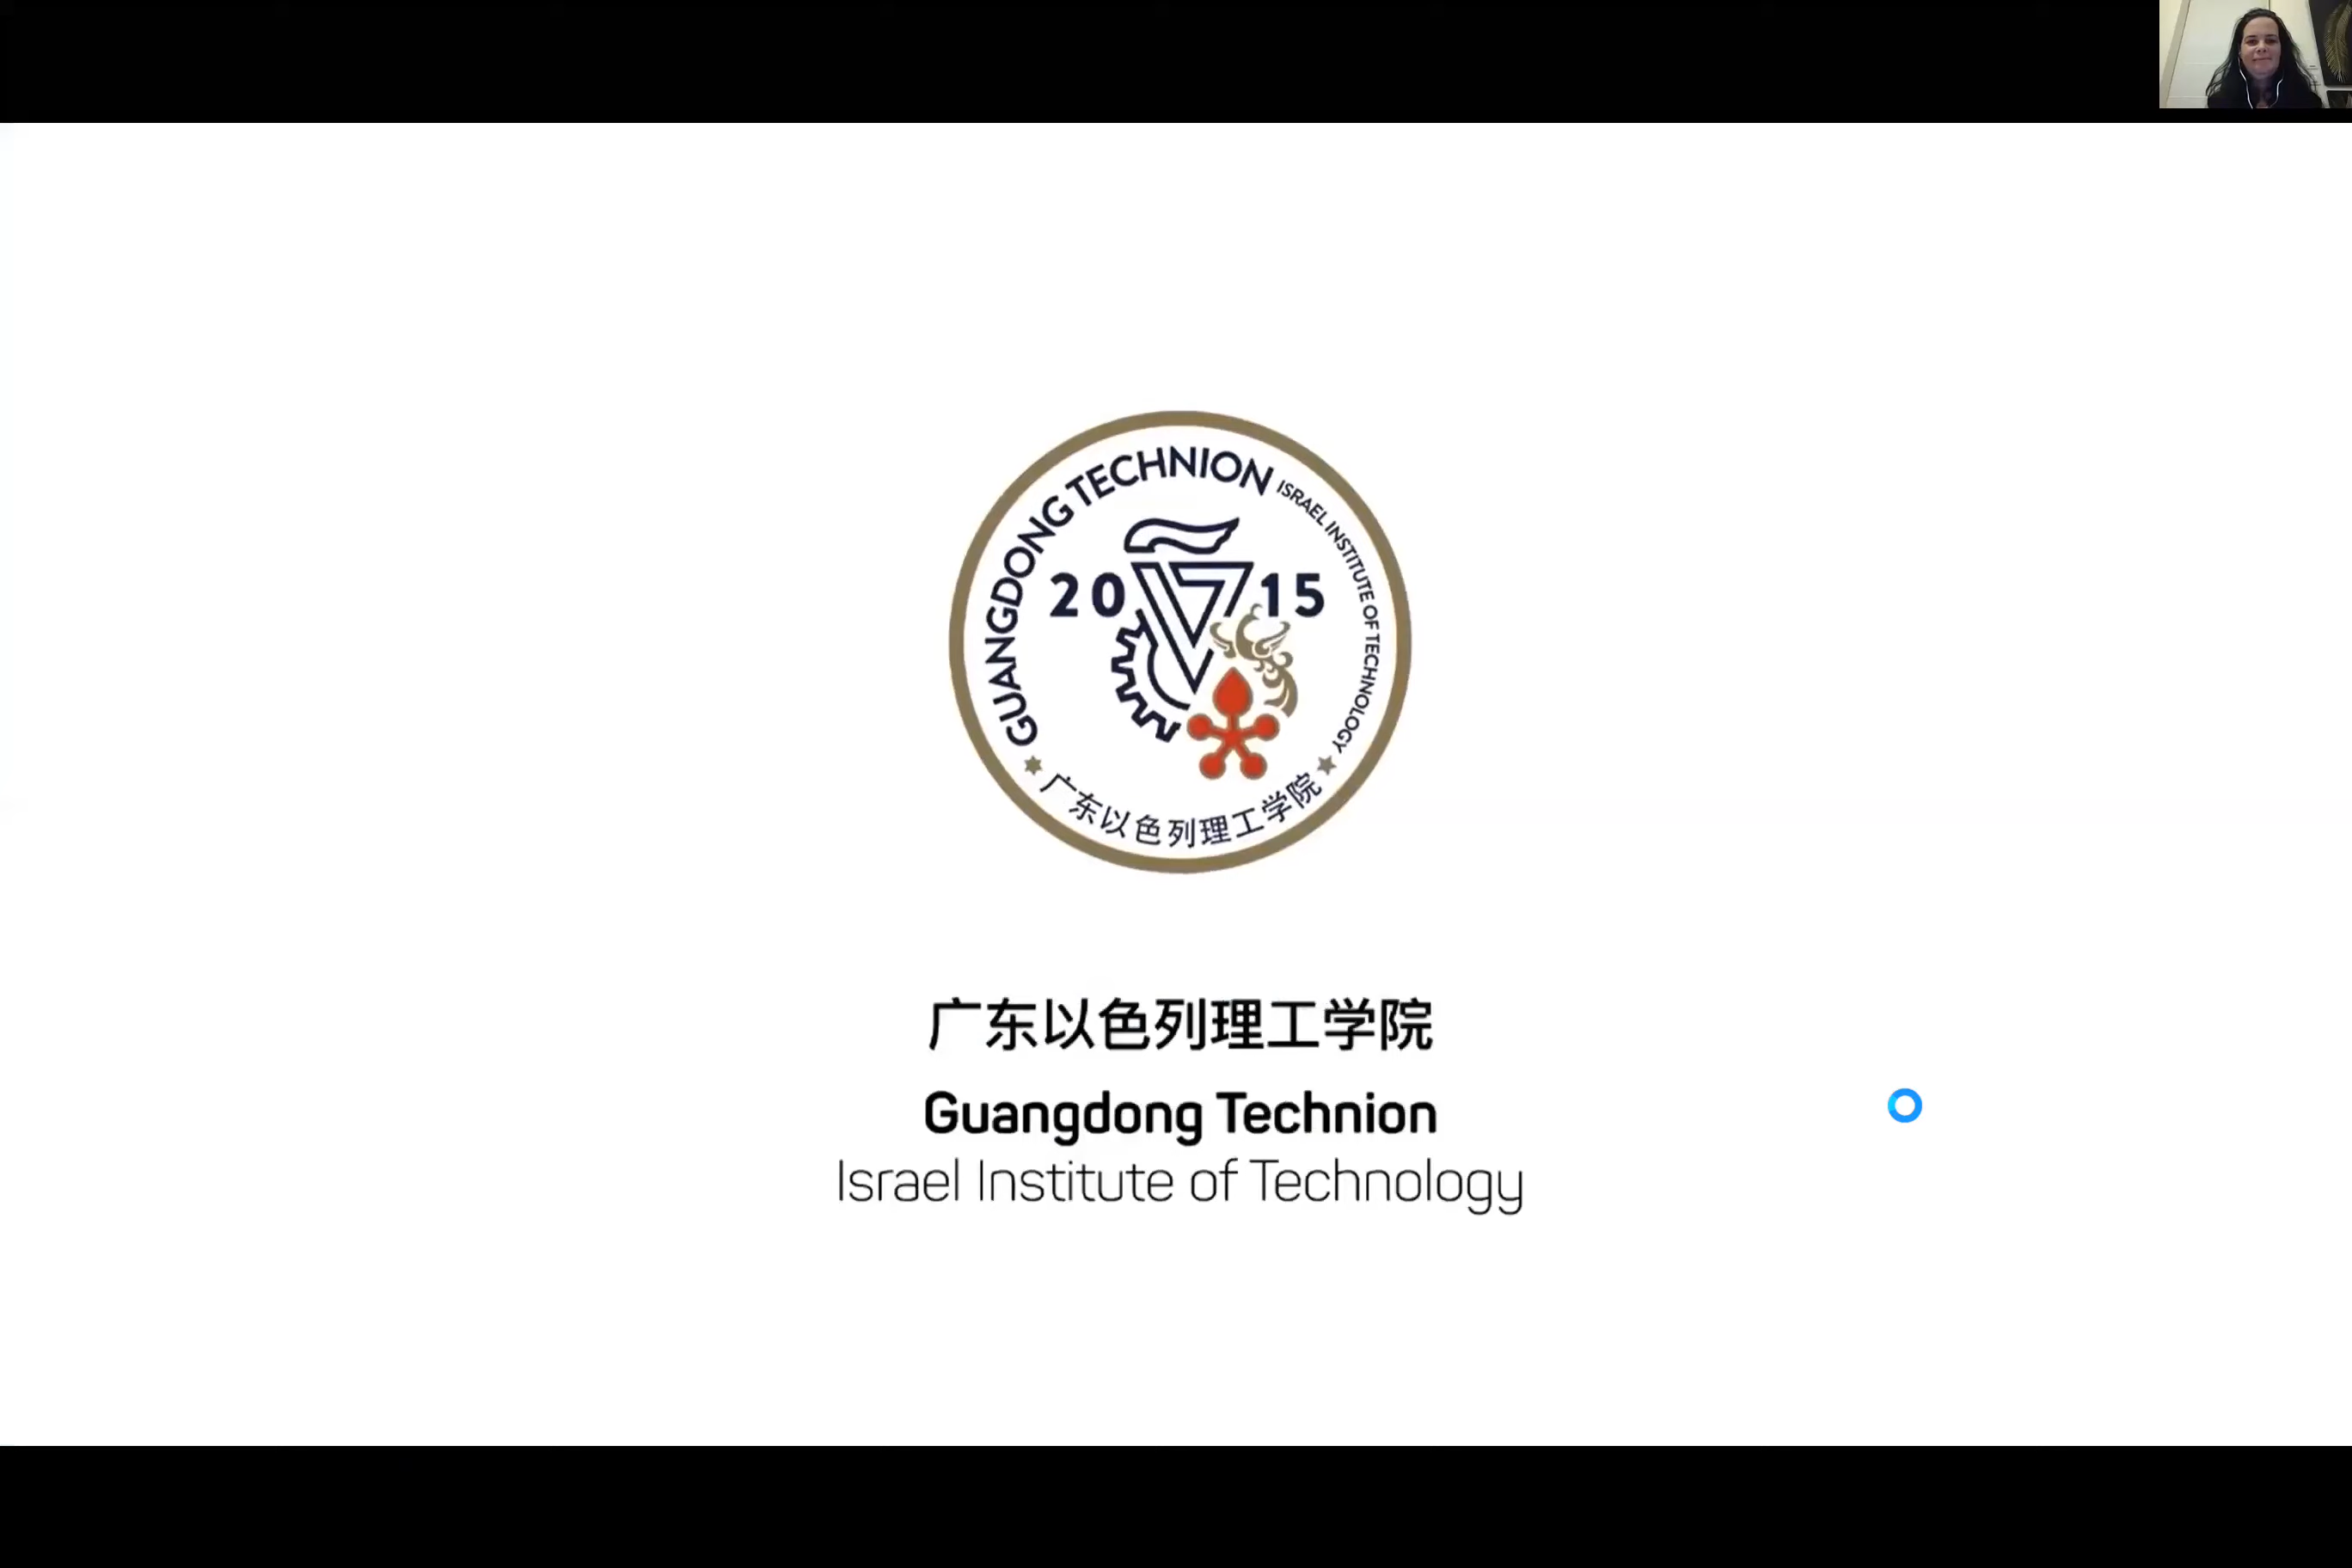 GUANGDONG TECHNION ISRAEL INSTITUTE OF TECHNOLOGY
2015
广东以色列理工学院
广东以色列理工学院
Guangdong Technion
Israel Institute of Technology